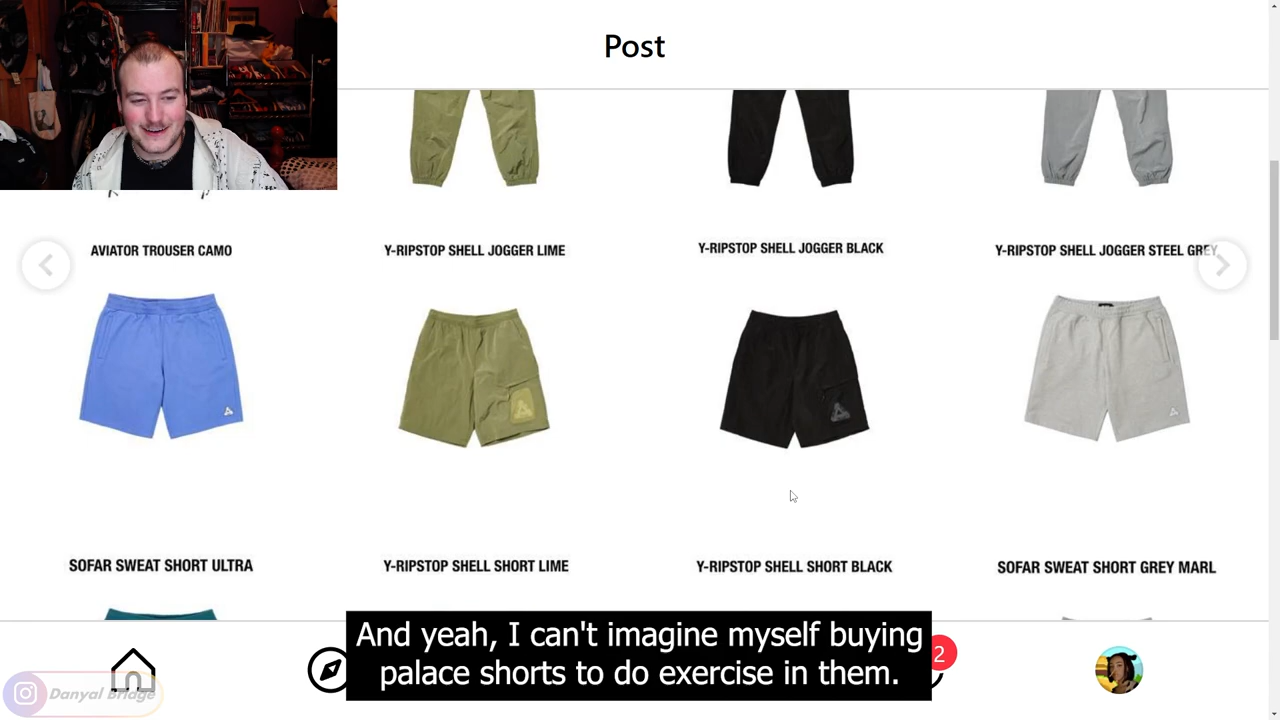 Post
AVIATOR TROUSER CAMO
Y-RIPSTOP SHELL JOGGER LIME
Y-RIPSTOP SHELL JOGGER BLACK
Y-RIPSTOP SHELL JOGGER STEEL GREY
SOFAR SWEAT SHORT ULTRA
Y-RIPSTOP SHELL SHORT LIME
Y-RIPSTOP SHELL SHORT BLACK
SOFAR SWEAT SHORT GREY MARL
And yeah, I can't imagine myself buying
palace shorts to do exercise in them.
2
Danyal Bridge